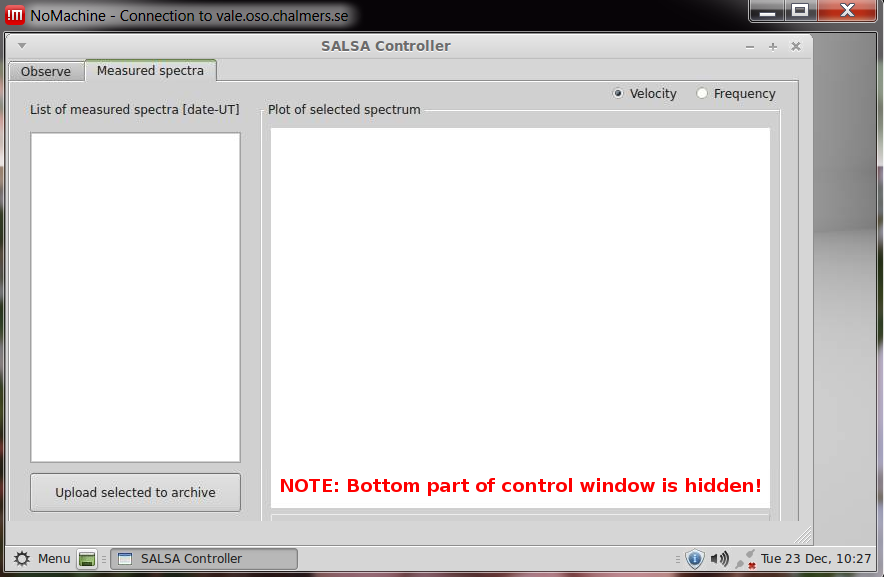 !M NoMachine - Connection to vale.oso.chalmers.se
SALSA Controller
Observe Measured spectra
Velocity Frequency
List of measured spectra [date-UT] Plot of selected spectrum
NOTE: Bottom part of control window is hidden!
Upload selected to archive
Menu SALSA Controller Tue 23 Dec, 10:27